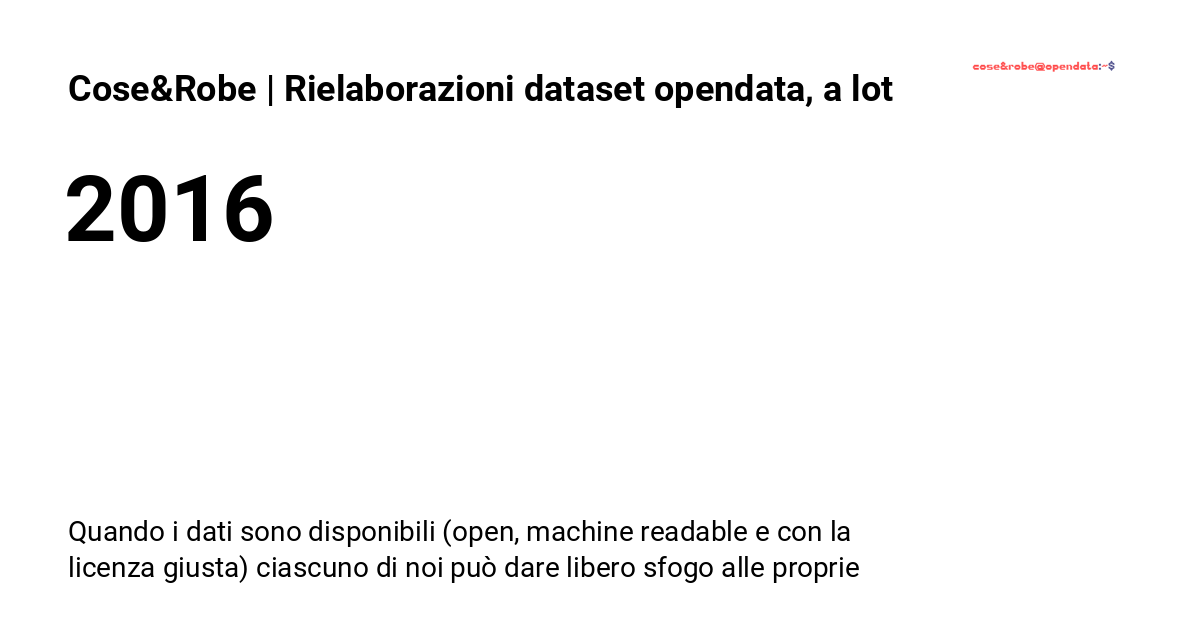 Cose&Robe | Rielaborazioni dataset opendata, a lot
cose&robe@opendata:~$
2016
Quando i dati sono disponibili (open, machine readable e con la
licenza giusta) ciascuno di noi può dare libero sfogo alle proprie